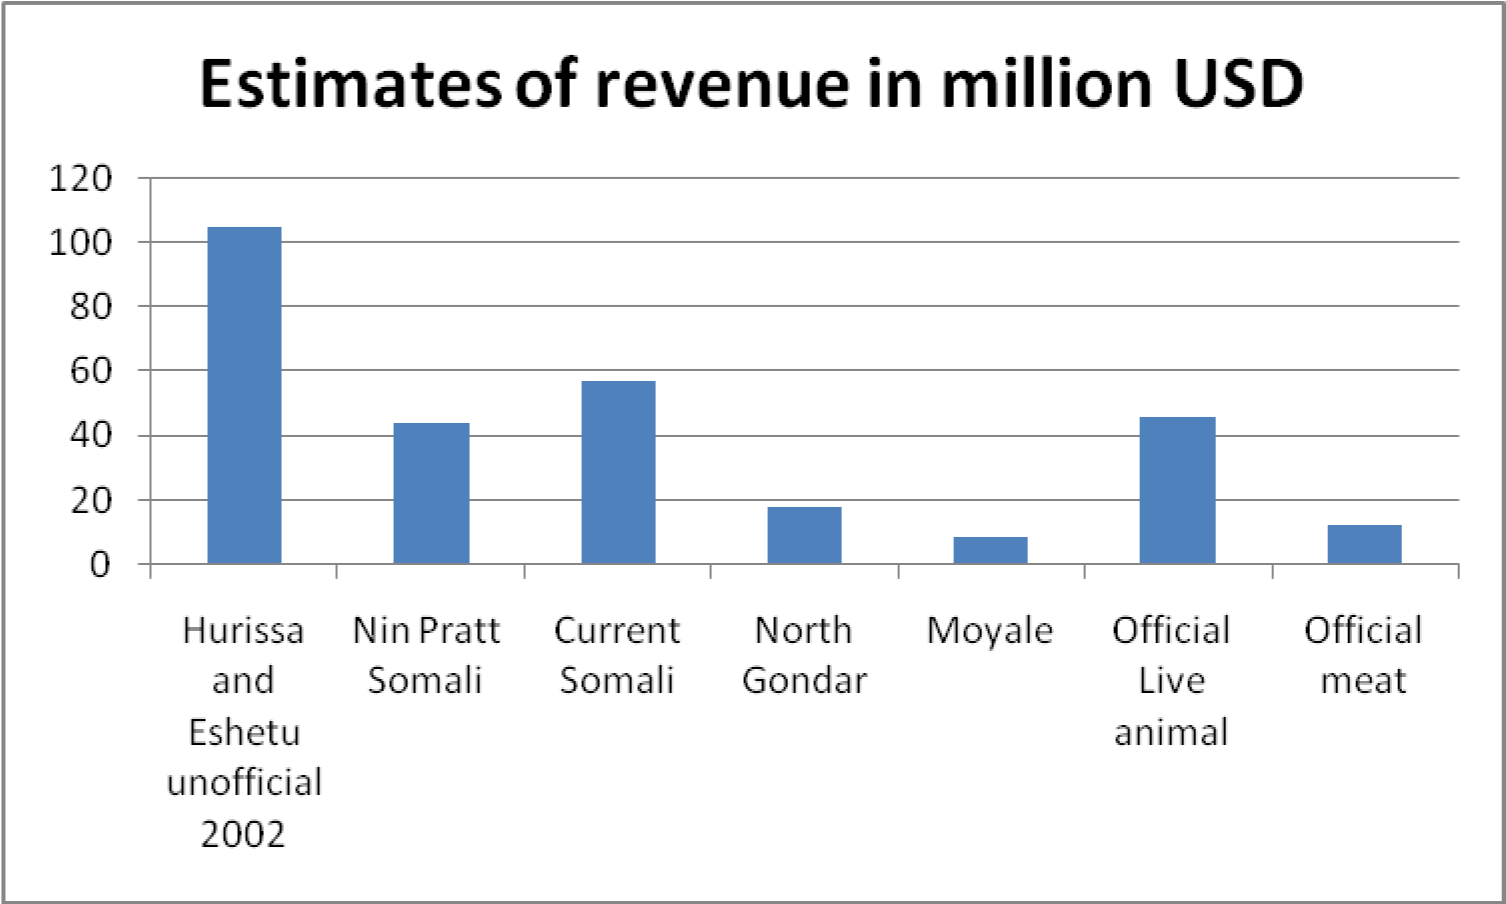 Estimates of revenue in million USD
120
100
80
60
40
20
0
Hurissa
and
Eshetu
unofficial
2002
Nin Pratt
Somali
Current
Somali
North
Gondar
Moyale
Official
Live
animal
Official
meat